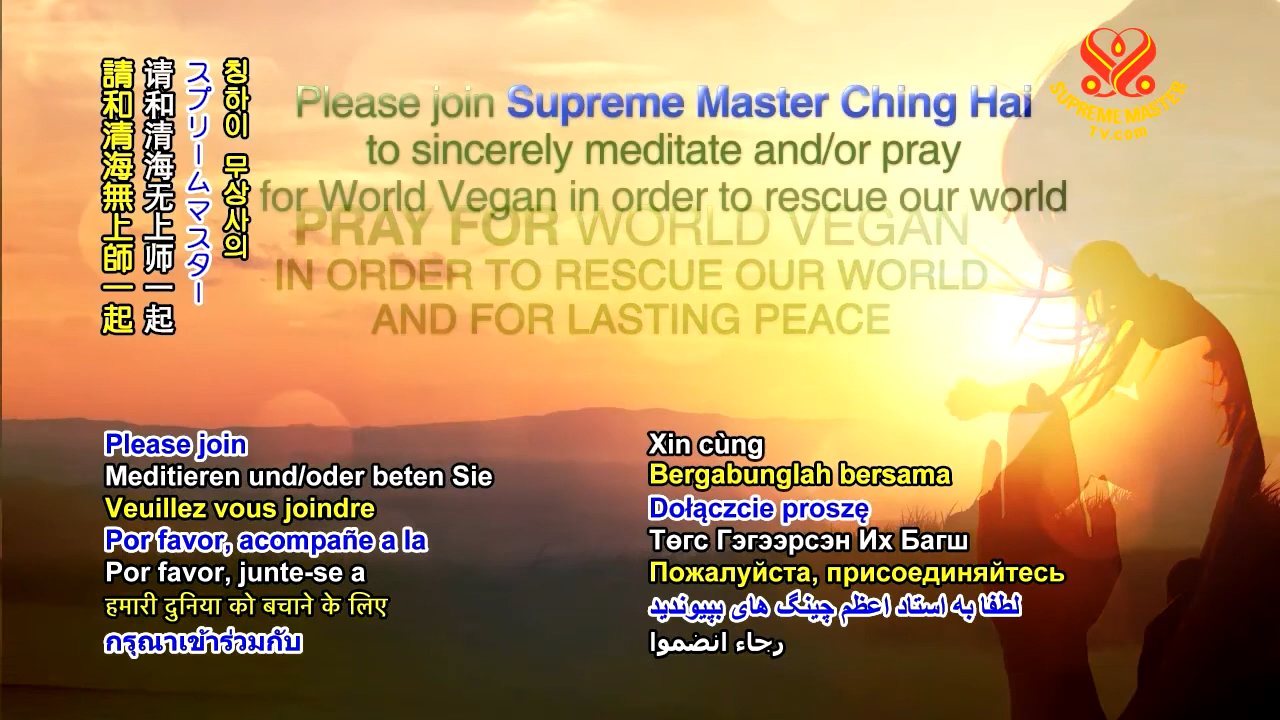 Please join Supreme Master Ching Hai
to sincerely meditate and/or pray
for World Vegan in order to rescue our world
PRAY FOR WORLD VEGAN
IN ORDER TO RESCUE OUR WORLD
AND FOR LASTING PEACE
SUPREME MASTER
TV.com
칭하이 무상사의
スプリームマスター
请和清海无上师一起
請和清海無上師一起
Please join
Meditieren und/oder beten Sie
Veuillez vous joindre
Por favor, acompañe a la
Por favor, junte-se a
हमारी दुनिया को बचाने के लिए
กรุณาเข้าร่วมกับ
Xin cùng
Bergabunglah bersama
Dołączcie proszę
Төгс Гэгээрсэн Их Багш
Пожалуйста, присоединяйтесь
لطفا به استاد اعظم چینگ های بپیوندید
رجاء انضموا